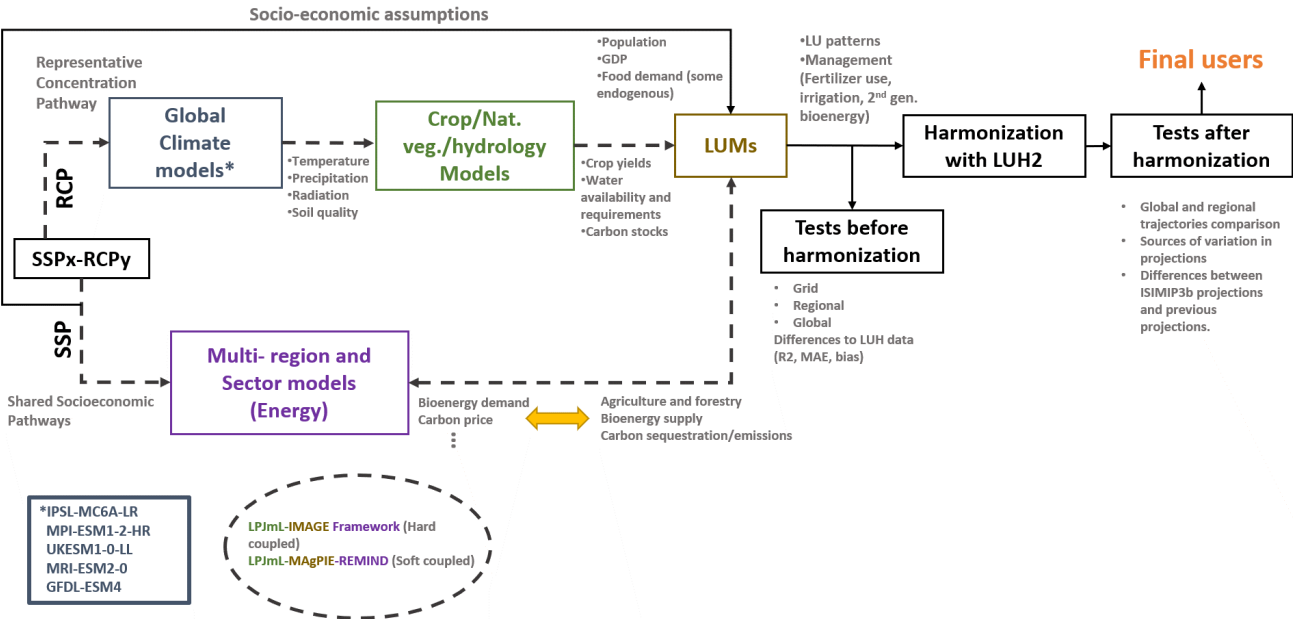 Socio-economic assumptions
Representative
Concentration
Pathway
RCP
Global
Climate
models*
•Temperature
•Precipitation
•Radiation
•Soil quality
Crop/Nat.
veg./hydrology
Models
•Crop yields
•Water
availability and
requirements
•Carbon stocks
•Population
•GDP
•Food demand (some
endogenous)
LUMs
•LU patterns
•Management
(Fertilizer use,
irrigation, 2nd gen.
bioenergy)
Harmonization
with LUH2
Final users
Tests after
harmonization
• Global and regional
trajectories comparison
• Sources of variation in
projections
• Differences between
ISIMIP3b projections
and previous
projections.
Tests before
harmonization
• Grid
• Regional
• Global
Differences to LUH data
(R2, MAE, bias)
SSPx-RCPy
SSP
Shared Socioeconomic
Pathways
Multi- region and
Sector models
(Energy)
Bioenergy demand
Carbon price
Agriculture and forestry
Bioenergy supply
Carbon sequestration/emissions
*IPSL-MC6A-LR
MPI-ESM1-2-HR
UKESM1-0-LL
MRI-ESM2-0
GFDL-ESM4
LPJmL-IMAGE Framework (Hard
coupled)
LPJmL-MAgPIE-REMIND (Soft coupled)